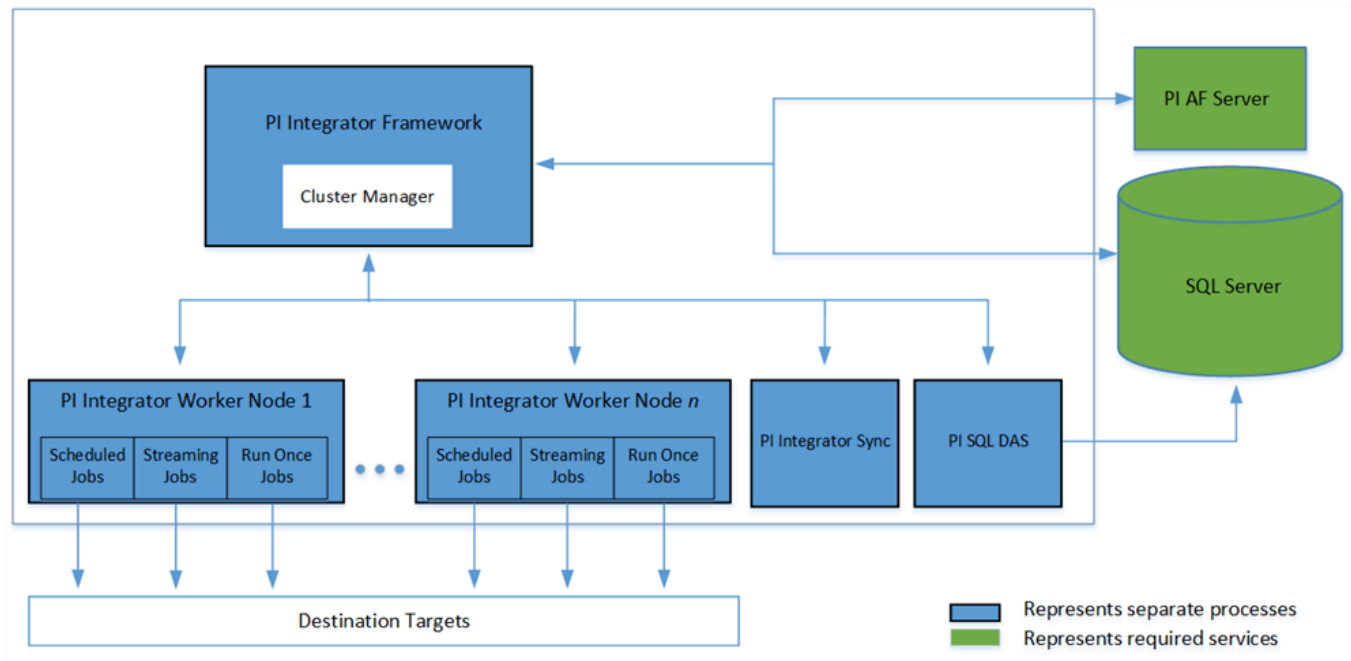 PI Integrator Framework
Cluster Manager
PI AF Server
SQL Server
PI Integrator Worker Node 1
Scheduled
Jobs
Streaming
Jobs
Run Once
Jobs
PI Integrator Worker Node n
Scheduled
Jobs
Streaming
Jobs
Run Once
Jobs
PI Integrator Sync
PI SQL DAS
Destination Targets
Represents separate processes
Represents required services